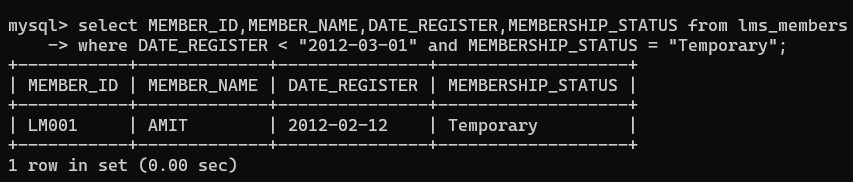 mysql> select MEMBER_ID,MEMBER_NAME,DATE_REGISTER,MEMBERSHIP_STATUS from lms_members
    -> where DATE_REGISTER < "2012-03-01" and MEMBERSHIP_STATUS = "Temporary";
+-----------+-------------+---------------+-------------------+
| MEMBER_ID | MEMBER_NAME | DATE_REGISTER | MEMBERSHIP_STATUS |
+-----------+-------------+---------------+-------------------+
| LM001     | AMIT        | 2012-02-12    | Temporary         |
+-----------+-------------+---------------+-------------------+
1 row in set (0.00 sec)